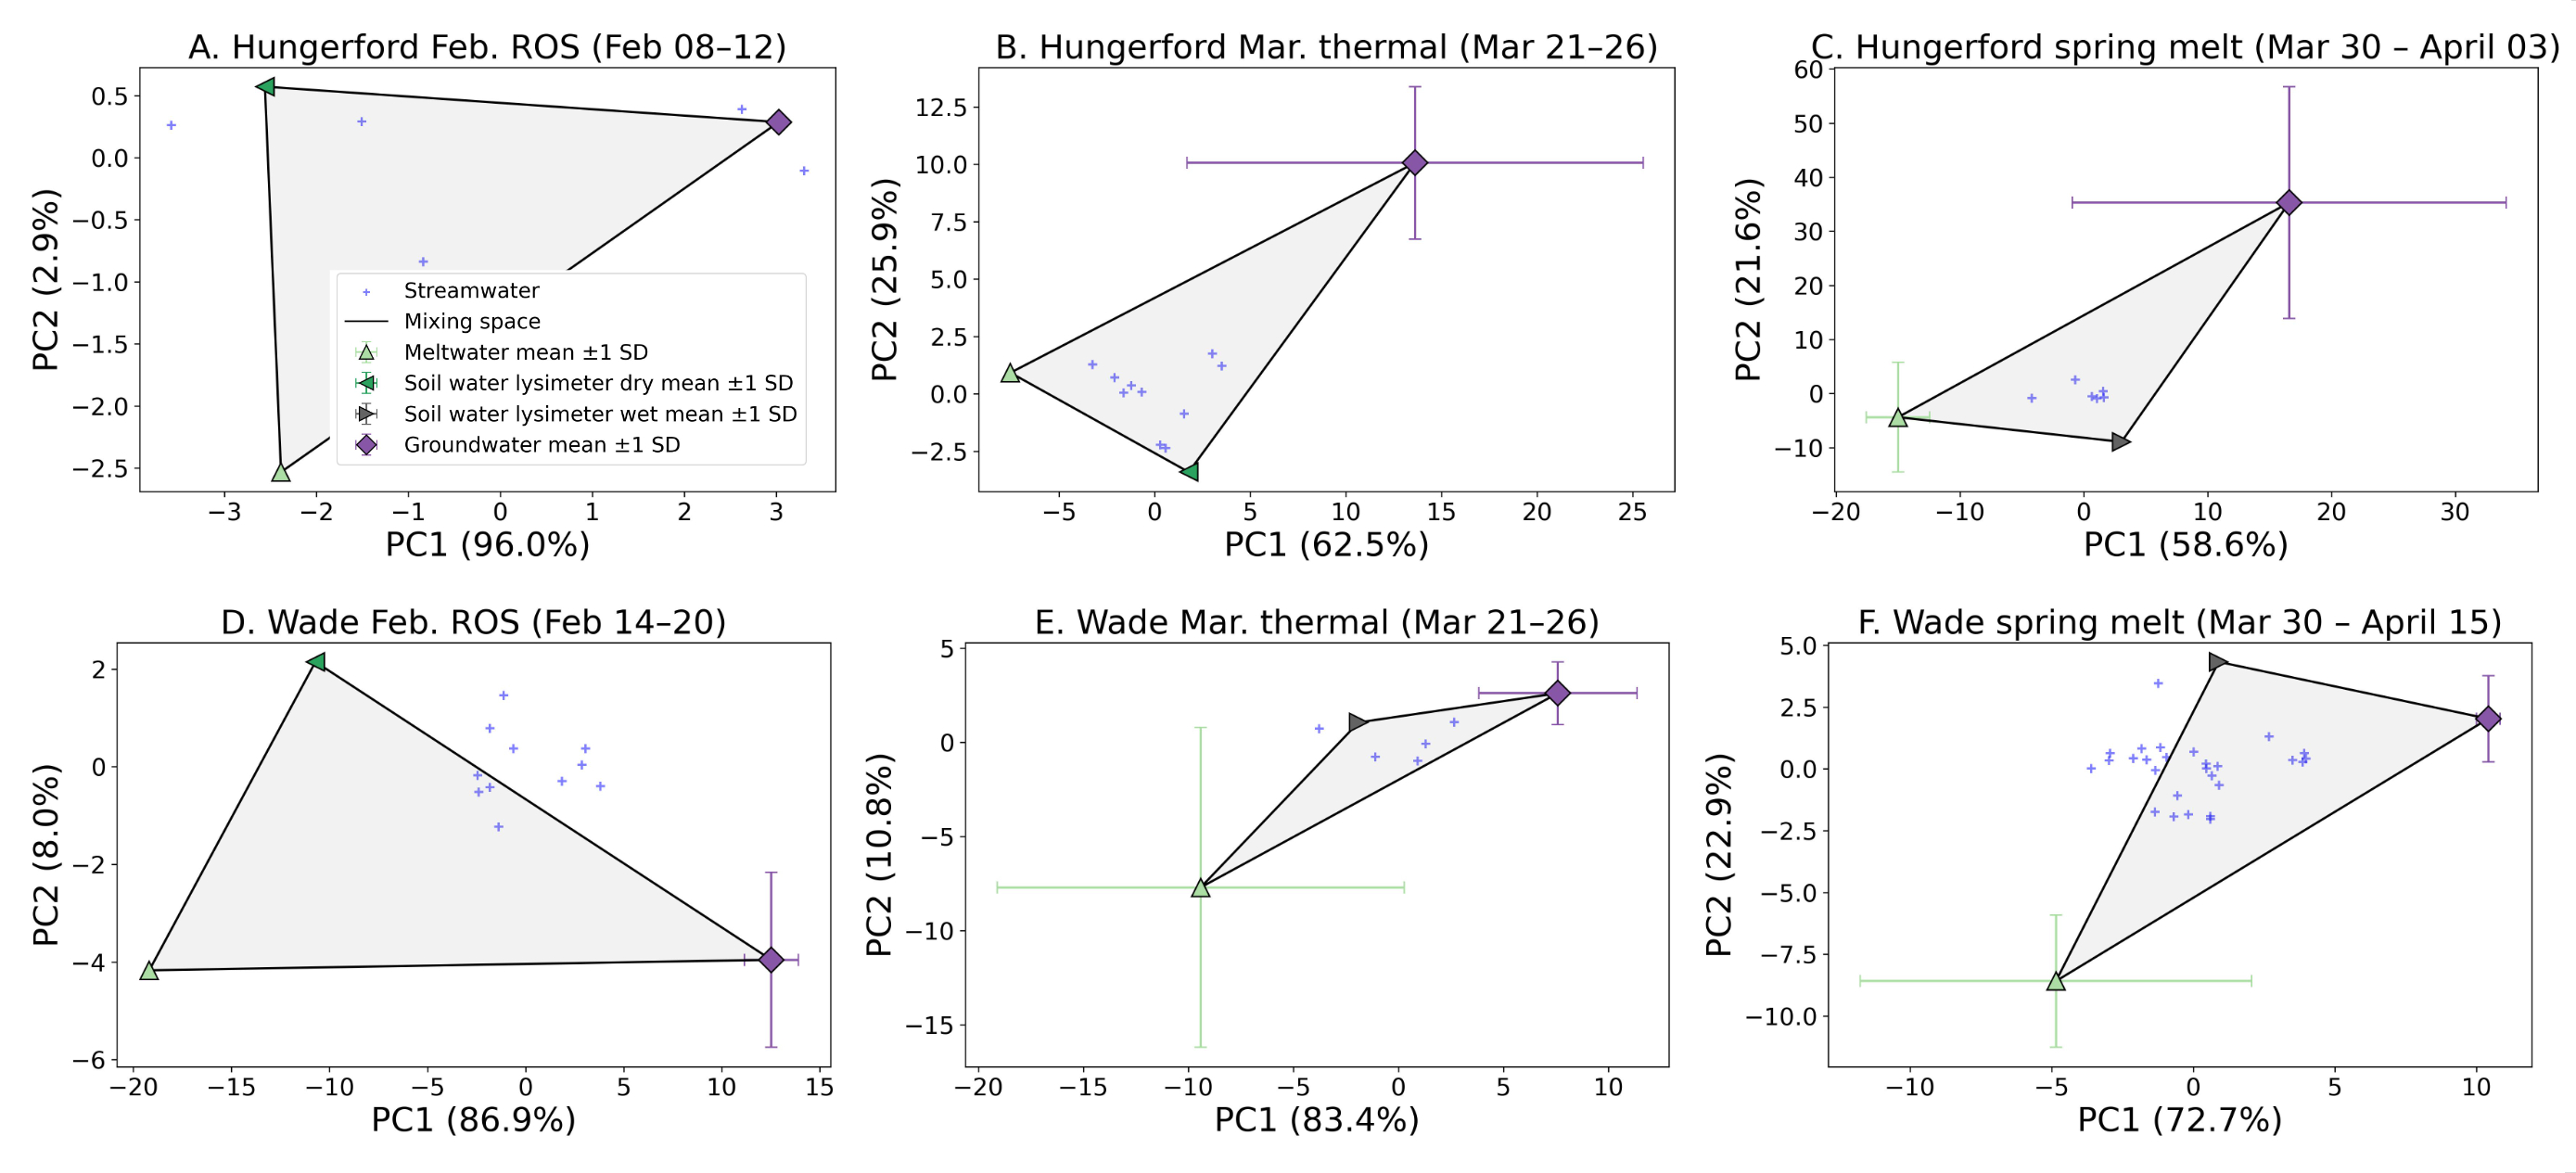 A. Hungerford Feb. ROS (Feb 08–12)
PC2 (2.9%)
0.5
0.0
−0.5
−1.0
−1.5
−2.0
−2.5
Streamwater
Mixing space
Meltwater mean ±1 SD
Soil water lysimeter dry mean ±1 SD
Soil water lysimeter wet mean ±1 SD
Groundwater mean ±1 SD
−3 −2 −1 0 1 2 3
PC1 (96.0%)
B. Hungerford Mar. thermal (Mar 21–26)
PC2 (25.9%)
12.5
10.0
7.5
5.0
2.5
0.0
−2.5
−5 0 5 10 15 20 25
PC1 (62.5%)
C. Hungerford spring melt (Mar 30 – April 03)
PC2 (21.6%)
60
50
40
30
20
10
0
−10
−20 −10 0 10 20 30
PC1 (58.6%)
D. Wade Feb. ROS (Feb 14–20)
PC2 (8.0%)
2
0
−2
−4
−6
−20 −15 −10 −5 0 5 10 15
PC1 (86.9%)
E. Wade Mar. thermal (Mar 21–26)
PC2 (10.8%)
5
0
−5
−10
−15
−20 −15 −10 −5 0 5 10
PC1 (83.4%)
F. Wade spring melt (Mar 30 – April 15)
PC2 (22.9%)
5.0
2.5
0.0
−2.5
−5.0
−7.5
−10.0
−10 −5 0 5 10
PC1 (72.7%)